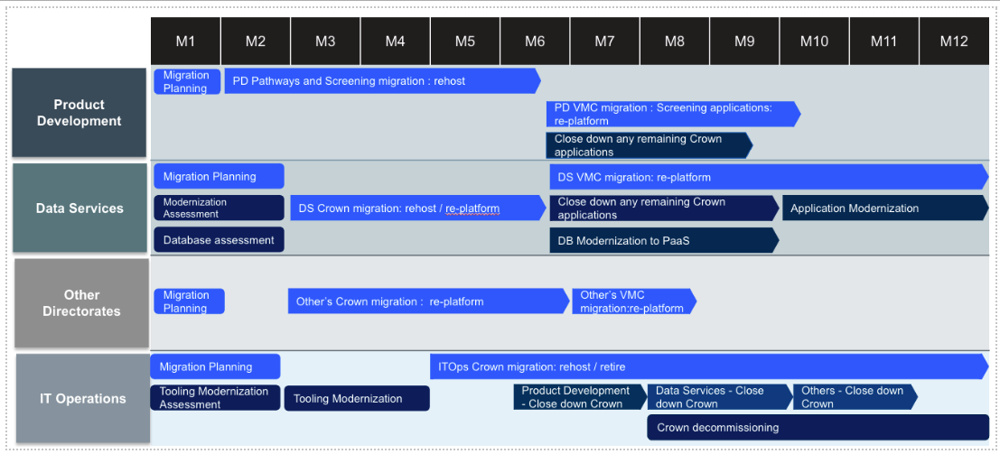 M1 M2 M3 M4 M5 M6 M7 M8 M9 M10 M11 M12
Product
Development
Migration
Planning
PD Pathways and Screening migration : rehost
PD VMC migration : Screening applications:
re-platform
Close down any remaining Crown
applications
Data Services
Migration Planning
DS VMC migration: re-platform
Modernization
Assessment
DS Crown migration: rehost / re-platform
Close down any remaining Crown
applications
Application Modernization
Database assessment
DB Modernization to PaaS
Other
Directorates
Migration
Planning
Other's Crown migration :  re-platform
Other's VMC
migration:re-platform
IT Operations
Migration Planning
ITOps Crown migration: rehost / retire
Tooling Modernization
Assessment
Tooling Modernization
Product Development
- Close down Crown
Data Services - Close
down Crown
Others - Close down
Crown
Crown decommissioning